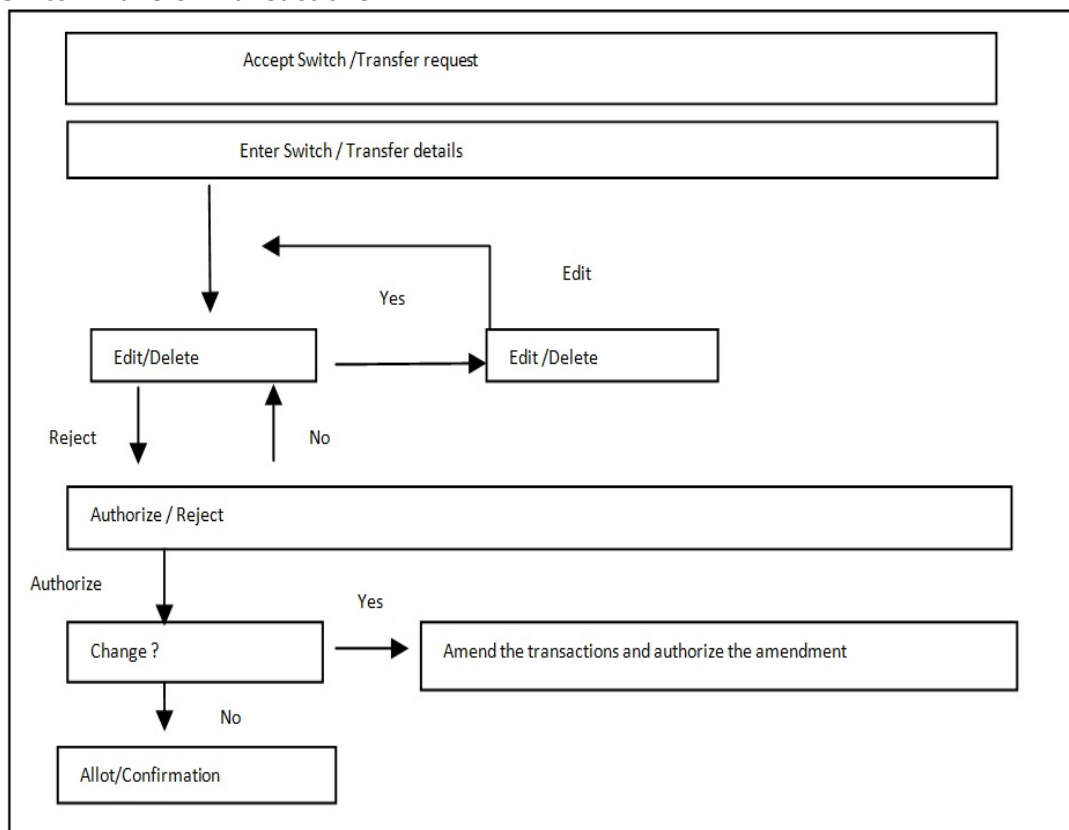 Accept Switch /Transfer request
Enter Switch / Transfer details
Edit
Yes
Edit/Delete
Edit /Delete
Reject
No
Authorize / Reject
Authorize
Yes
Change ?
Amend the transactions and authorize the amendment
No
Allot/Confirmation